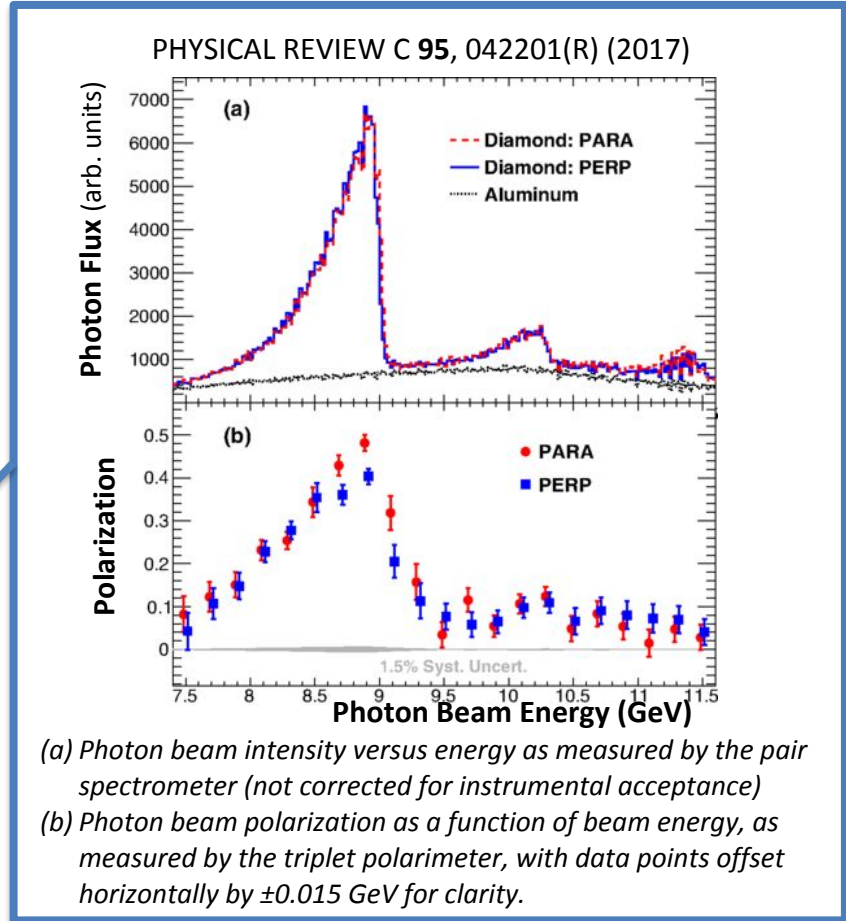 PHYSICAL REVIEW C 95, 042201(R) (2017)
(a)
Diamond: PARA
Diamond: PERP
Aluminum
Photon Flux (arb. units)
7000
6000
5000
4000
3000
2000
1000
(b)
PARA
PERP
Polarization
0.5
0.4
0.3
0.2
0.1
0
1.5% Syst. Uncert.
7.5 8 8.5 9 9.5 10 10.5 11 11.5
Photon Beam Energy (GeV)
(a) Photon beam intensity versus energy as measured by the pair
spectrometer (not corrected for instrumental acceptance)
(b) Photon beam polarization as a function of beam energy, as
measured by the triplet polarimeter, with data points offset
horizontally by ±0.015 GeV for clarity.